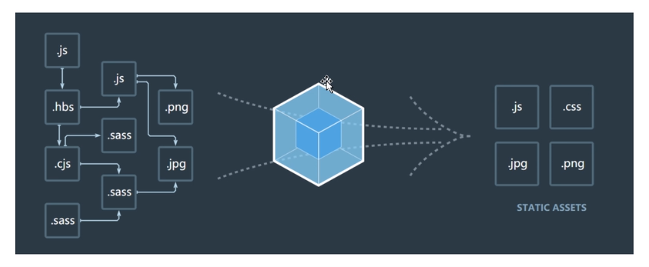 .js
.js
.hbs
.png
.sass
.cjs
.jpg
.sass
.sass
.js
.css
.jpg
.png
STATIC ASSETS